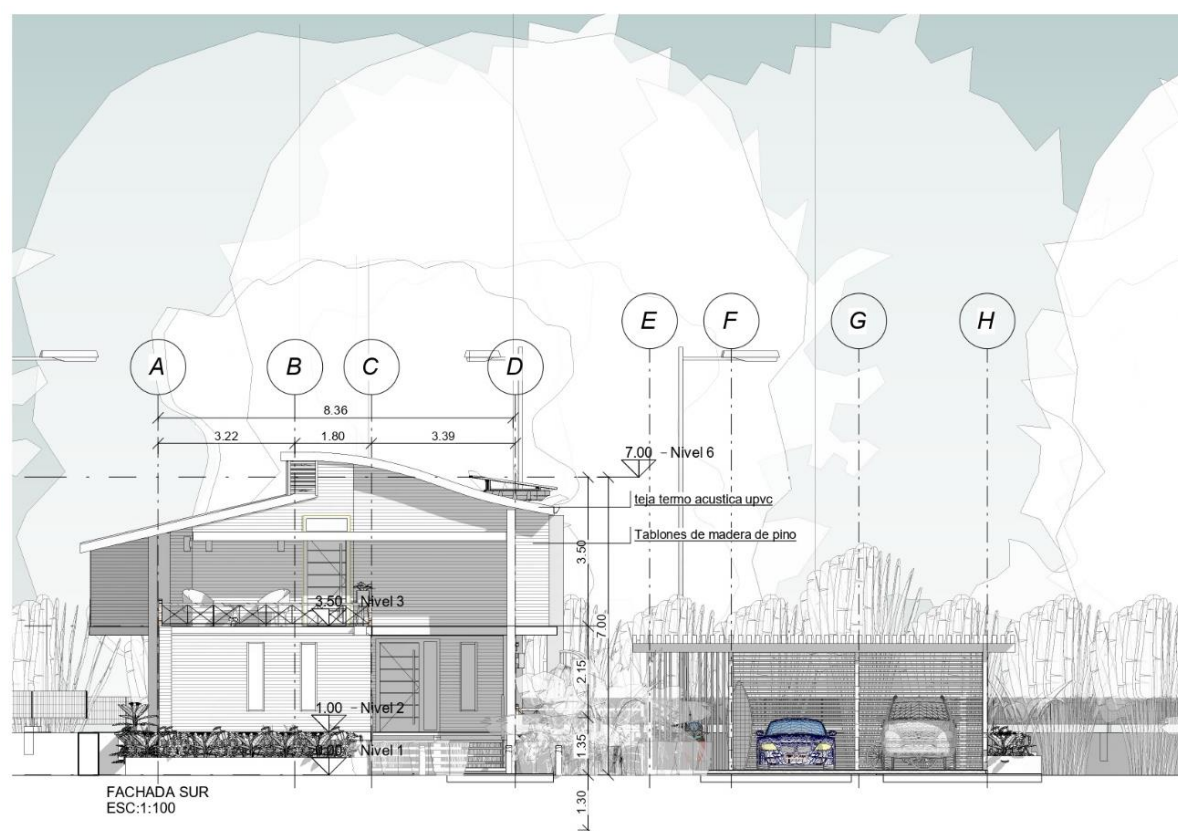 E
F
G
H
A
B
C
D
8.36
3.22
1.80
3.39
7.00 – Nivel 6
teja termo acustica upvc
Tablones de madera de pino
3.50
3.50 – Nivel 3
7.00
2.15
1.00 – Nivel 2
0.00 – Nivel 1
1.35
1.30
FACHADA SUR
ESC:1:100